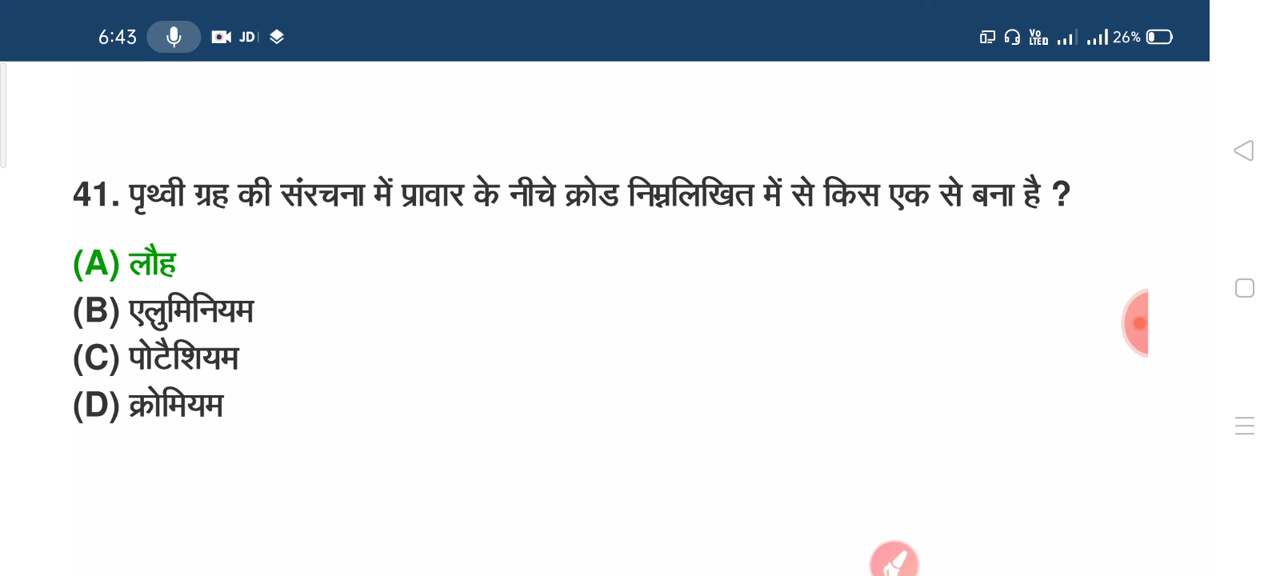 6:43 JD 26%
41. पृथ्वी ग्रह की संरचना में प्रावार के नीचे क्रोड निम्नलिखित में से किस एक से बना है ?
(A) लौह
(B) एलुमिनियम
(C) पोटैशियम
(D) क्रोमियम